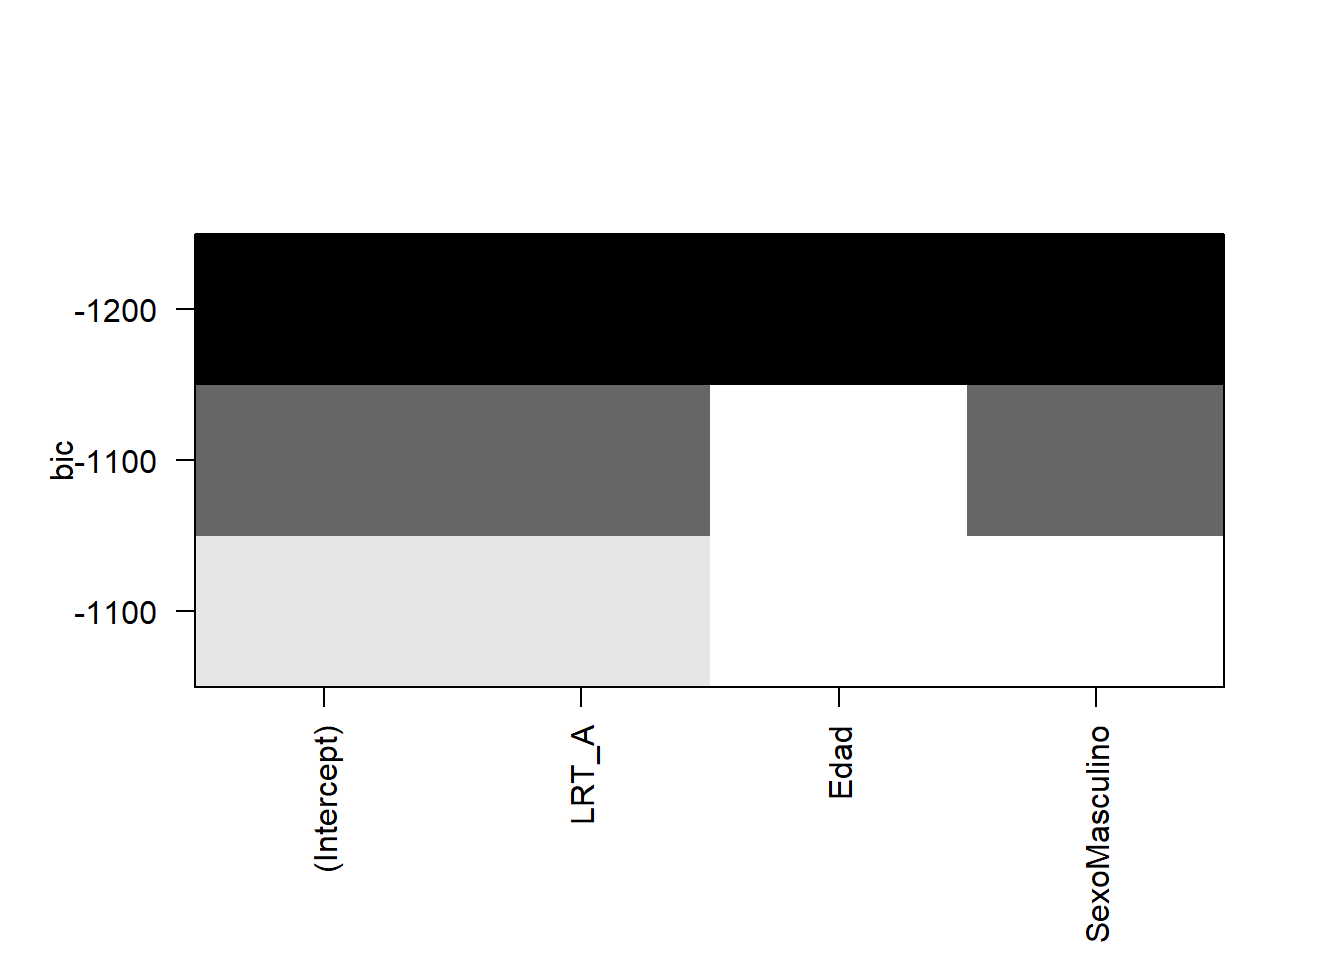 bic
-1200
-1100
-1100
(Intercept)
LRT_A
Edad
SexoMasculino